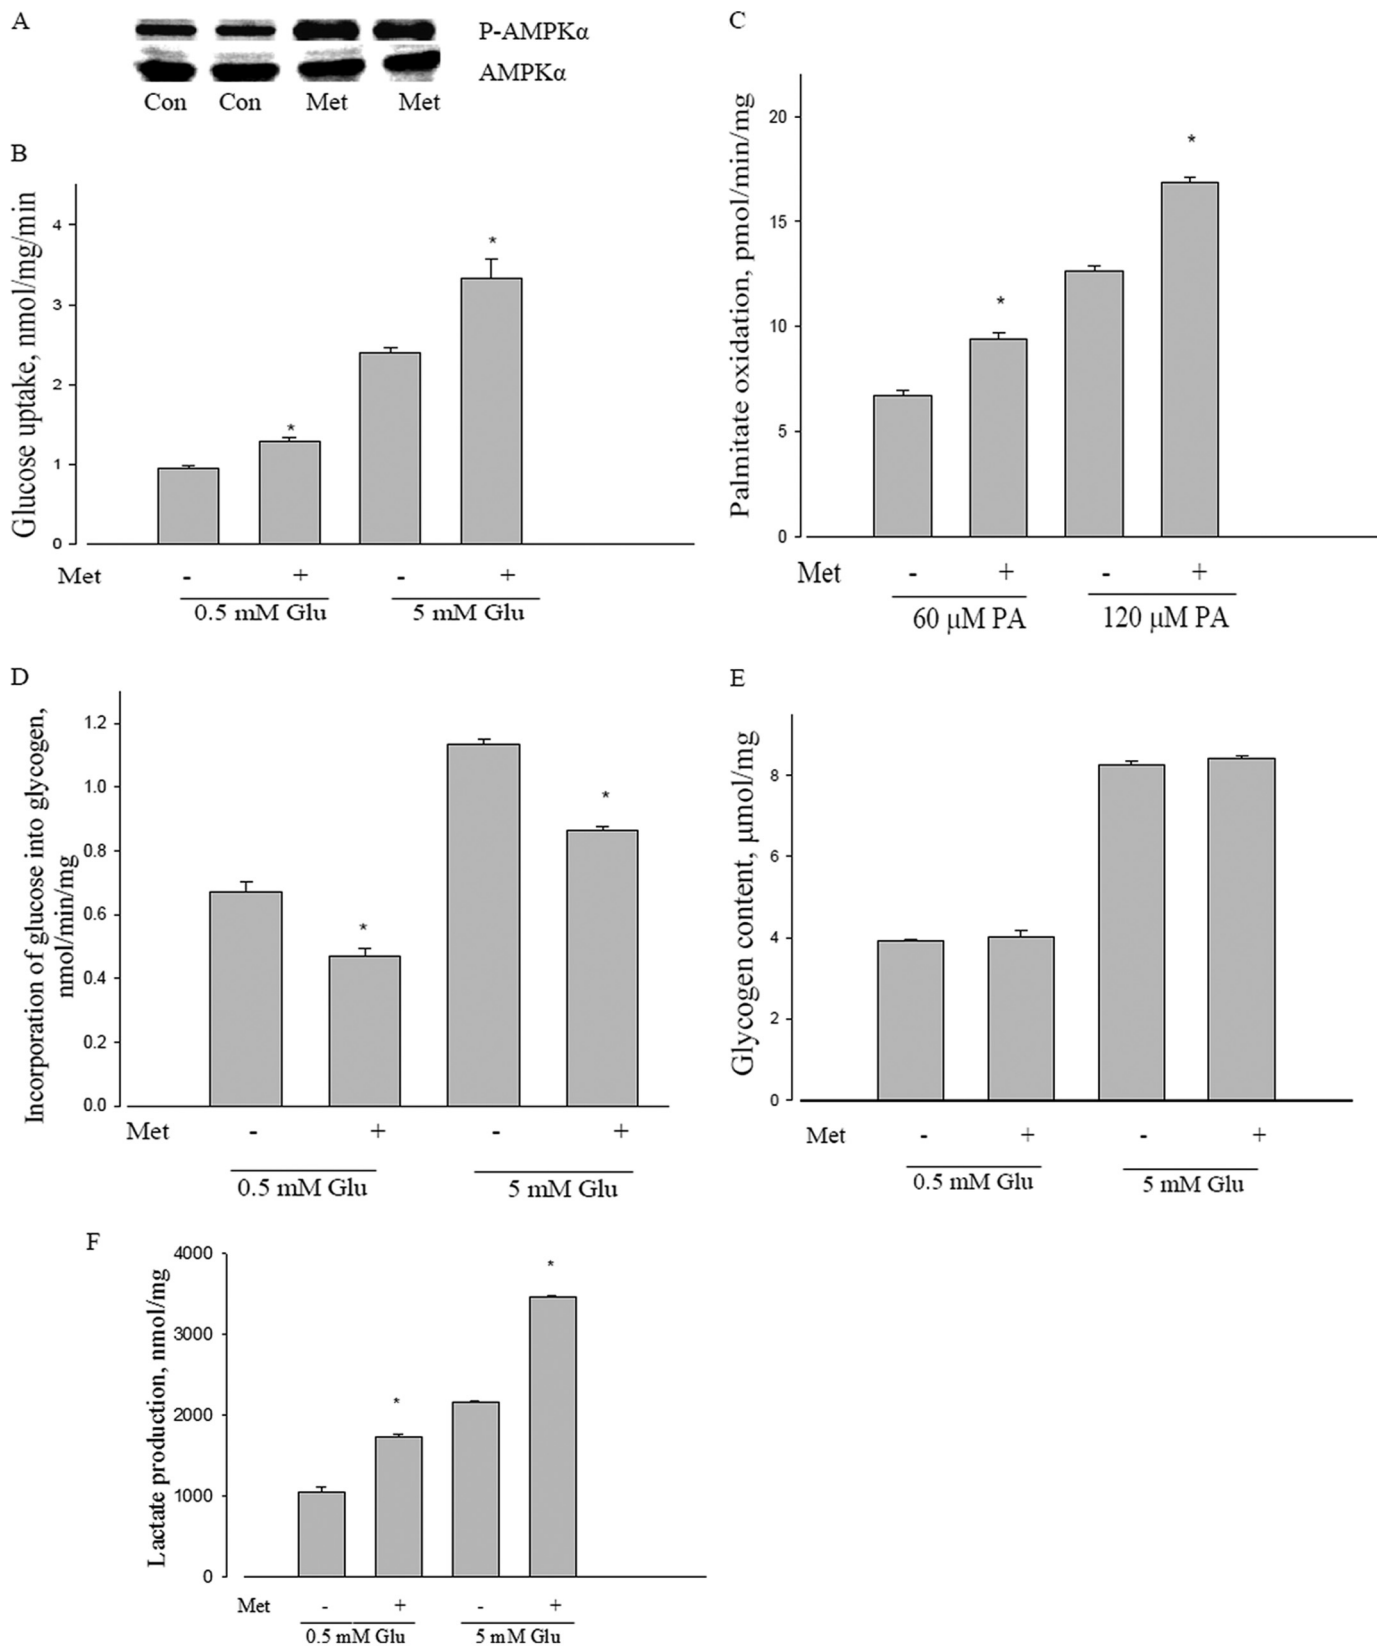 A
P-AMPKα
AMPKα
Con Con Met Met
B
Glucose uptake, nmol/mg/min
4
3
2
1
0
*
*
Met - + - +
0.5 mM Glu 5 mM Glu
C
Palmitate oxidation, pmol/min/mg
20
15
10
5
0
*
*
Met - + - +
60 μM PA 120 μM PA
D
Incorporation of glucose into glycogen,
nmol/min/mg
1.2
1.0
0.8
0.6
0.4
0.2
0.0
*
*
Met - + - +
0.5 mM Glu 5 mM Glu
E
Glycogen content, μmol/mg
8
6
4
2
0
Met - + - +
0.5 mM Glu 5 mM Glu
F
Lactate production, nmol/mg
4000
3000
2000
1000
0
*
*
Met - + - +
0.5 mM Glu 5 mM Glu